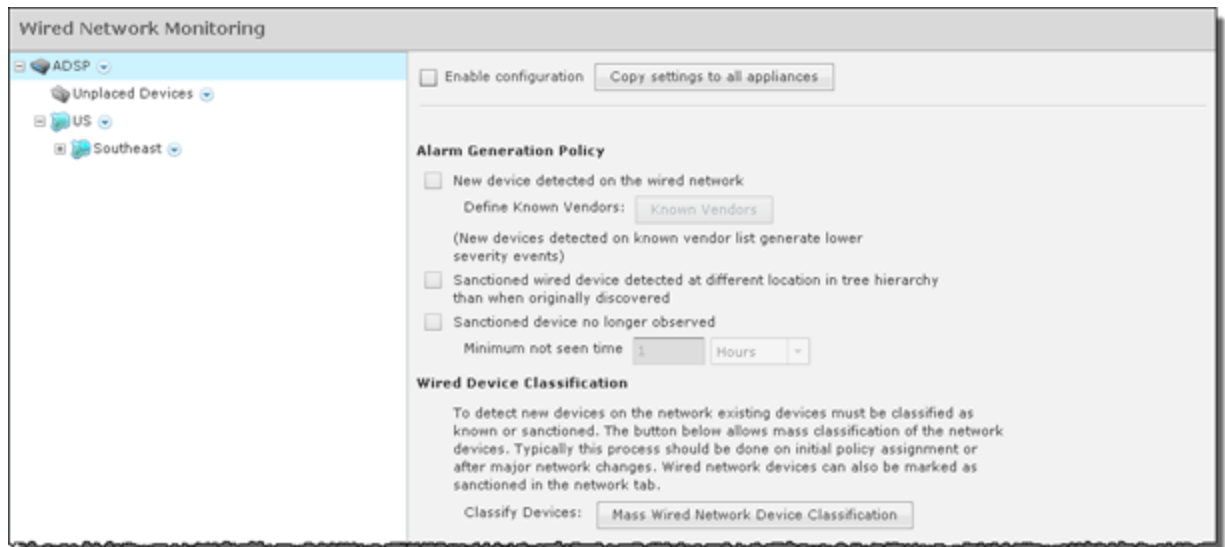 Wired Network Monitoring
ADSP
Unplaced Devices
US
Southeast
Enable configuration
Copy settings to all appliances
Alarm Generation Policy
New device detected on the wired network
Define Known Vendors:
Known Vendors
(New devices detected on known vendor list generate lower
severity events)
Sanctioned wired device detected at different location in tree hierarchy
than when originally discovered
Sanctioned device no longer observed
Minimum not seen time
1
Hours
Wired Device Classification
To detect new devices on the network existing devices must be classified as
known or sanctioned. The button below allows mass classification of the network
devices. Typically this process should be done on initial policy assignment or
after major network changes. Wired network devices can also be marked as
sanctioned in the network tab.
Classify Devices:
Mass Wired Network Device Classification